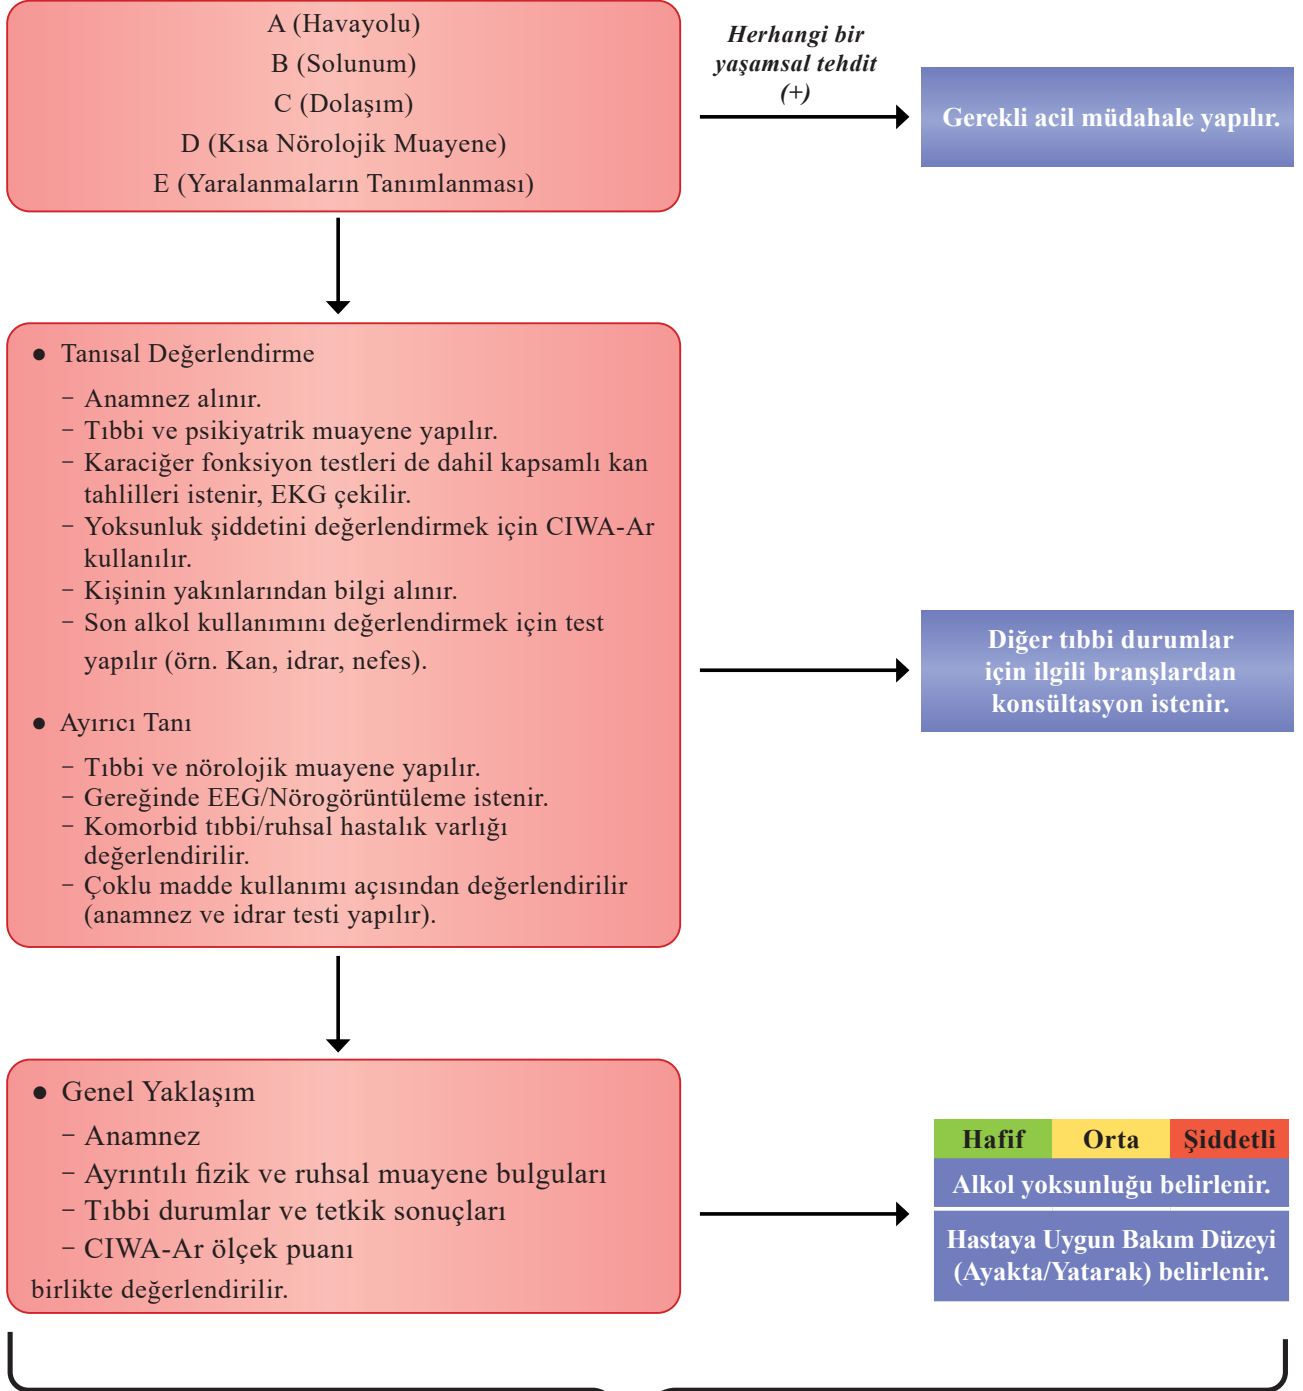 A (Havayolu)
B (Solunum)
C (Dolaşım)
D (Kısa Nörolojik Muayene)
E (Yaralanmaların Tanımlanması)
Herhangi bir
yaşamsal tehdit
(+)
Gerekli acil müdahale yapılır.
● Tanısal Değerlendirme
− Anamnez alınır.
− Tıbbi ve psikiyatrik muayene yapılır.
− Karaciğer fonksiyon testleri de dahil kapsamlı kan
tahlilleri istenir, EKG çekilir.
− Yoksunluk şiddetini değerlendirmek için CIWA-Ar
kullanılır.
− Kişinin yakınlarından bilgi alınır.
− Son alkol kullanımını değerlendirmek için test
yapılır (örn. Kan, idrar, nefes).
● Ayırıcı Tanı
− Tıbbi ve nörolojik muayene yapılır.
− Gereğinde EEG/Nörogörüntüleme istenir.
− Komorbid tıbbi/ruhsal hastalık varlığı
değerlendirilir.
− Çoklu madde kullanımı açısından değerlendirilir
(anamnez ve idrar testi yapılır).
Diğer tıbbi durumlar
için ilgili branşlardan
konsültasyon istenir.
● Genel Yaklaşım
− Anamnez
− Ayrıntılı fizik ve ruhsal muayene bulguları
− Tıbbi durumlar ve tetkik sonuçları
− CIWA-Ar ölçek puanı
birlikte değerlendirilir.
Hafif Orta Şiddetli
Alkol yoksunluğu belirlenir.
Hastaya Uygun Bakım Düzeyi
(Ayakta/Yatarak) belirlenir.